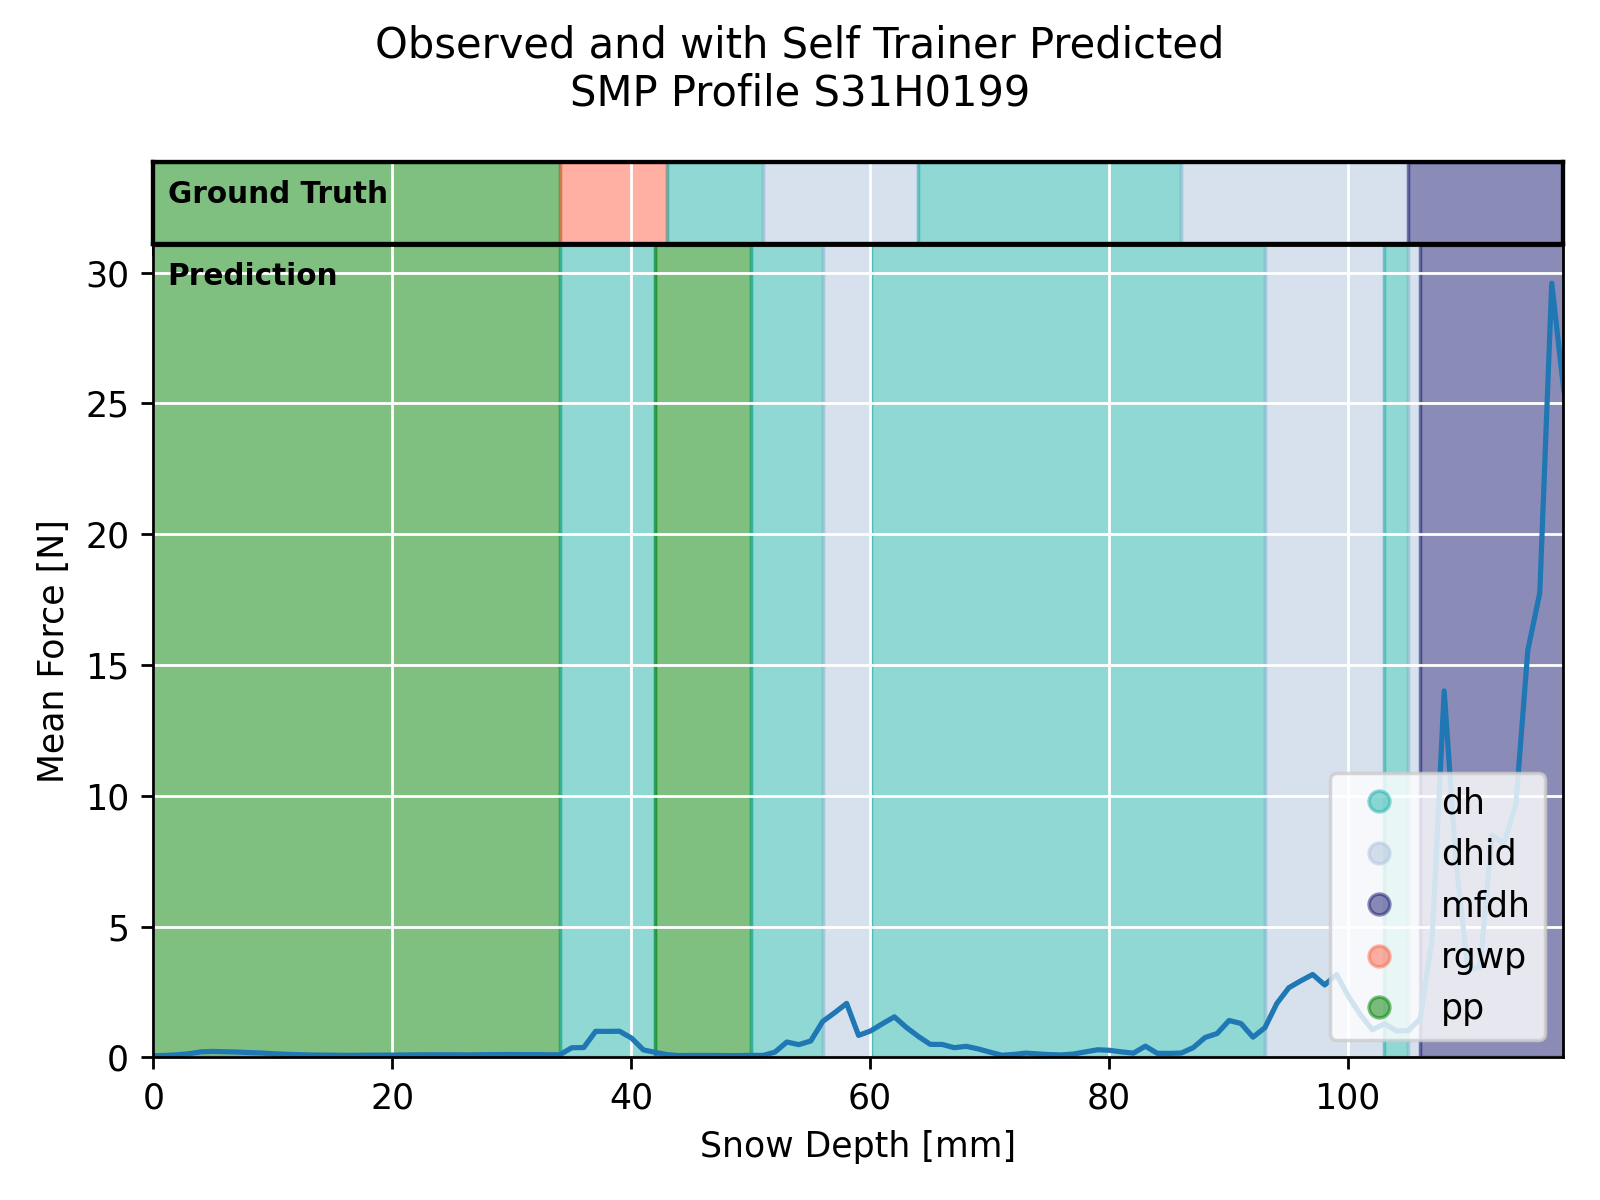 Observed and with Self Trainer Predicted
SMP Profile S31H0199
Ground Truth
Prediction
30
25
20
15
10
5
0
Mean Force [N]
0 20 40 60 80 100
Snow Depth [mm]
dh
dhid
mfdh
rgwp
pp